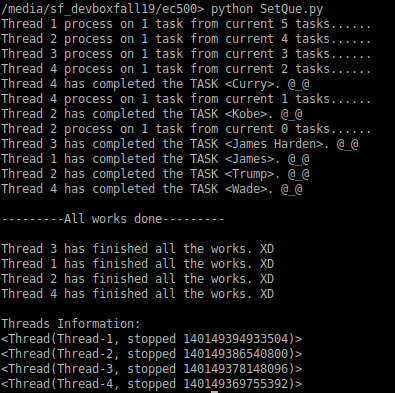 /media/sf_devboxfall19/ec500> python SetQue.py
Thread 1 process on 1 task from current 5 tasks......
Thread 2 process on 1 task from current 4 tasks......
Thread 3 process on 1 task from current 3 tasks......
Thread 4 process on 1 task from current 2 tasks......
Thread 4 has completed the TASK <Curry>. @_@
Thread 4 process on 1 task from current 1 tasks......
Thread 2 has completed the TASK <Kobe>. @_@
Thread 2 process on 1 task from current 0 tasks......
Thread 3 has completed the TASK <James Harden>. @_@
Thread 1 has completed the TASK <James>. @_@
Thread 2 has completed the TASK <Trump>. @_@
Thread 4 has completed the TASK <Wade>. @_@
---------All works done---------
Thread 3 has finished all the works. XD
Thread 1 has finished all the works. XD
Thread 2 has finished all the works. XD
Thread 4 has finished all the works. XD
Threads Information:
<Thread(Thread-1, stopped 140149394933504)>
<Thread(Thread-2, stopped 140149386540800)>
<Thread(Thread-3, stopped 140149378148096)>
<Thread(Thread-4, stopped 140149369755392)>